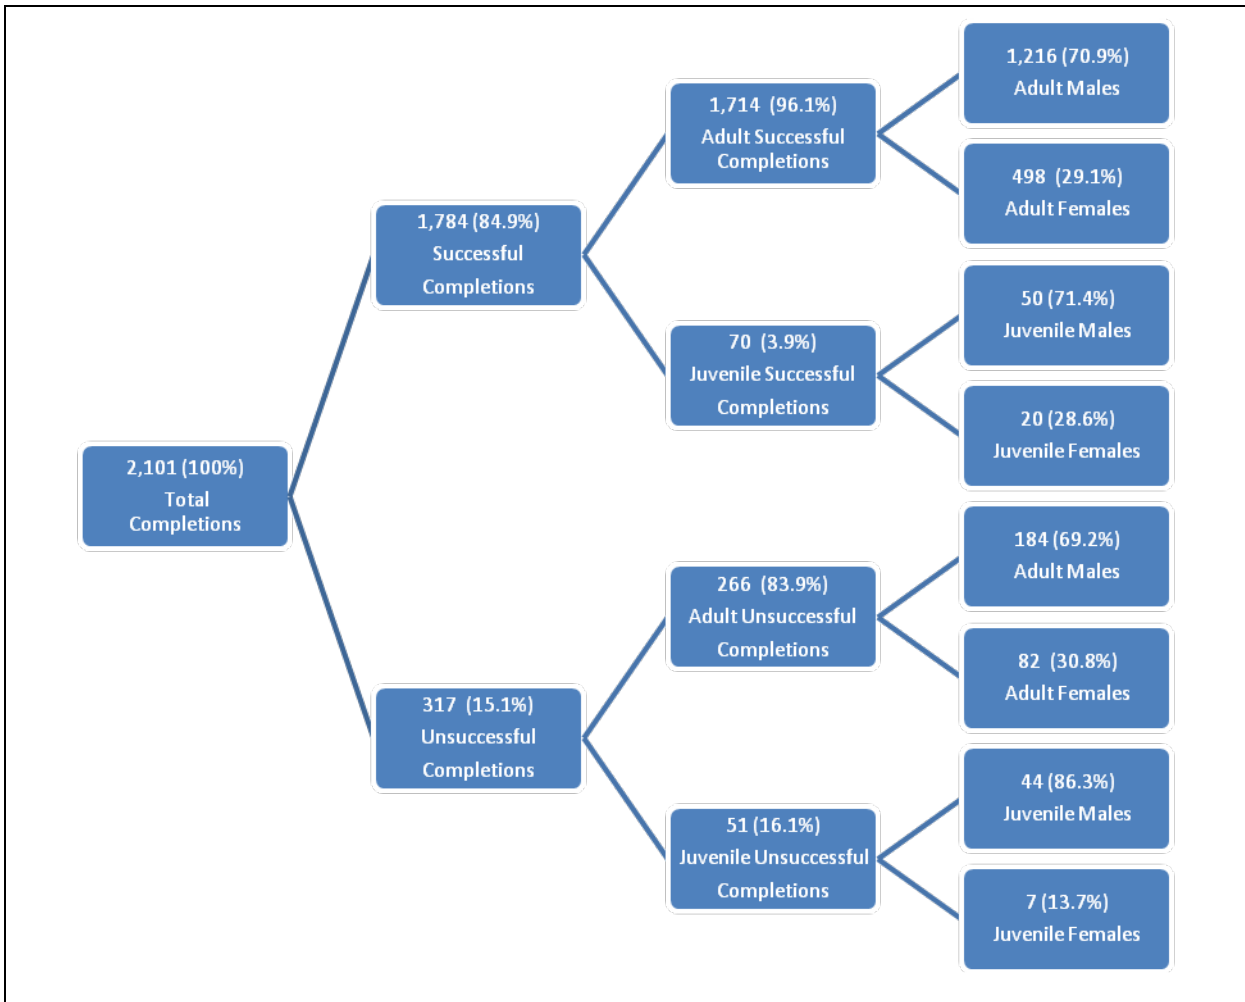 2,101 (100%)
Total
Completions
1,784 (84.9%)
Successful
Completions
317 (15.1%)
Unsuccessful
Completions
1,714 (96.1%)
Adult Successful
Completions
70 (3.9%)
Juvenile Successful
Completions
266 (83.9%)
Adult Unsuccessful
Completions
51 (16.1%)
Juvenile Unsuccessful
Completions
1,216 (70.9%)
Adult Males
498 (29.1%)
Adult Females
50 (71.4%)
Juvenile Males
20 (28.6%)
Juvenile Females
184 (69.2%)
Adult Males
82 (30.8%)
Adult Females
44 (86.3%)
Juvenile Males
7 (13.7%)
Juvenile Females